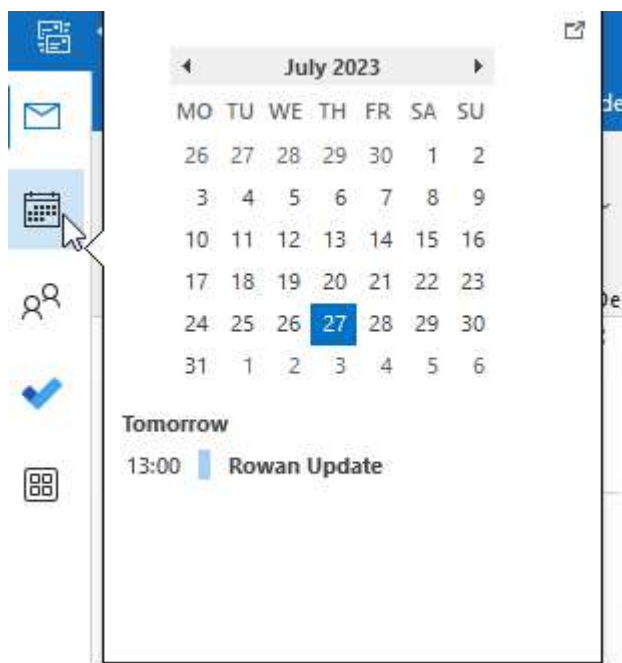 July 2023
de
MO TU WE TH FR SA SU
26 27 28 29 30 1 2
3 4 5 6 7 8 9
10 11 12 13 14 15 16
17 18 19 20 21 22 23
De
24 25 26 27 28 29 30
31 1 2 3 4 5 6
Tomorrow
13:00 Rowan Update